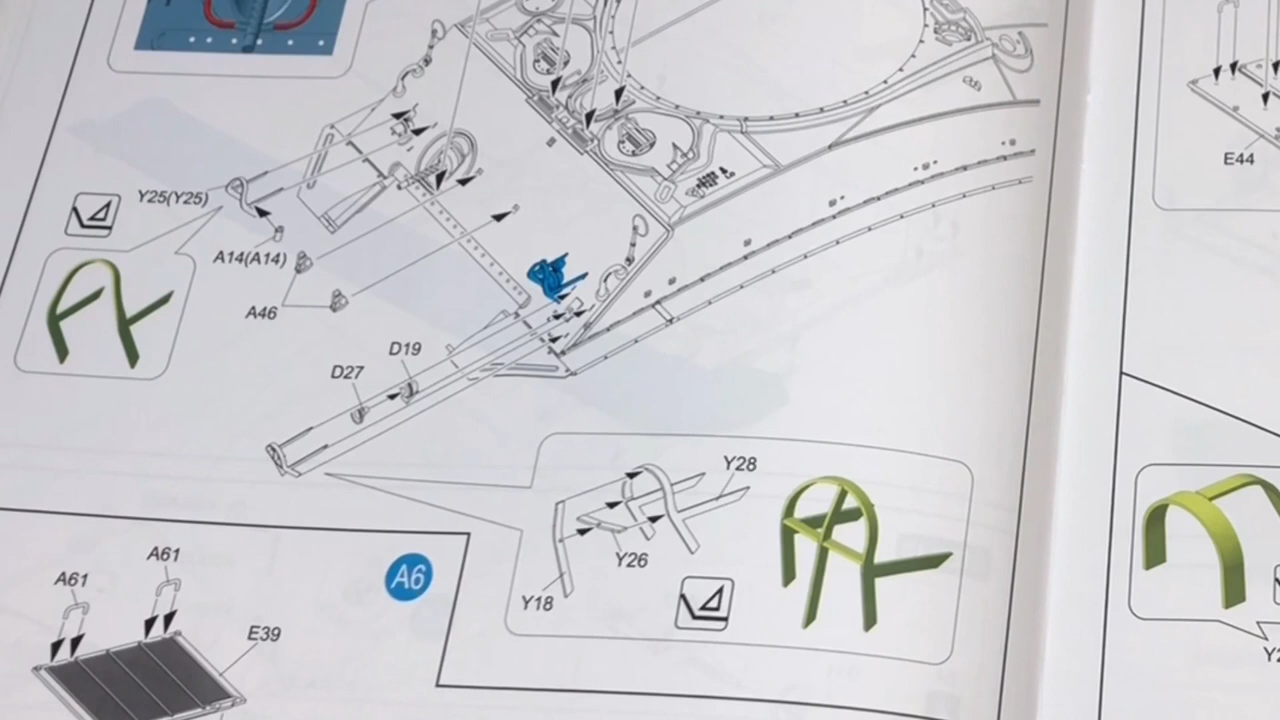 E44
Y25(Y25)
A14(A14)
A46
D19
D27
Y28
Y26
Y18
A6
A61
A61
E39